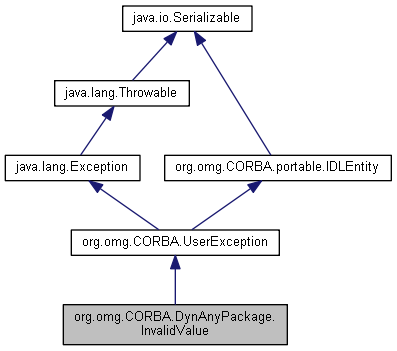 java.io.Serializable
java.lang.Throwable
java.lang.Exception
org.omg.CORBA.portable.IDLEntity
org.omg.CORBA.UserException
org.omg.CORBA.DynAnyPackage.
InvalidValue